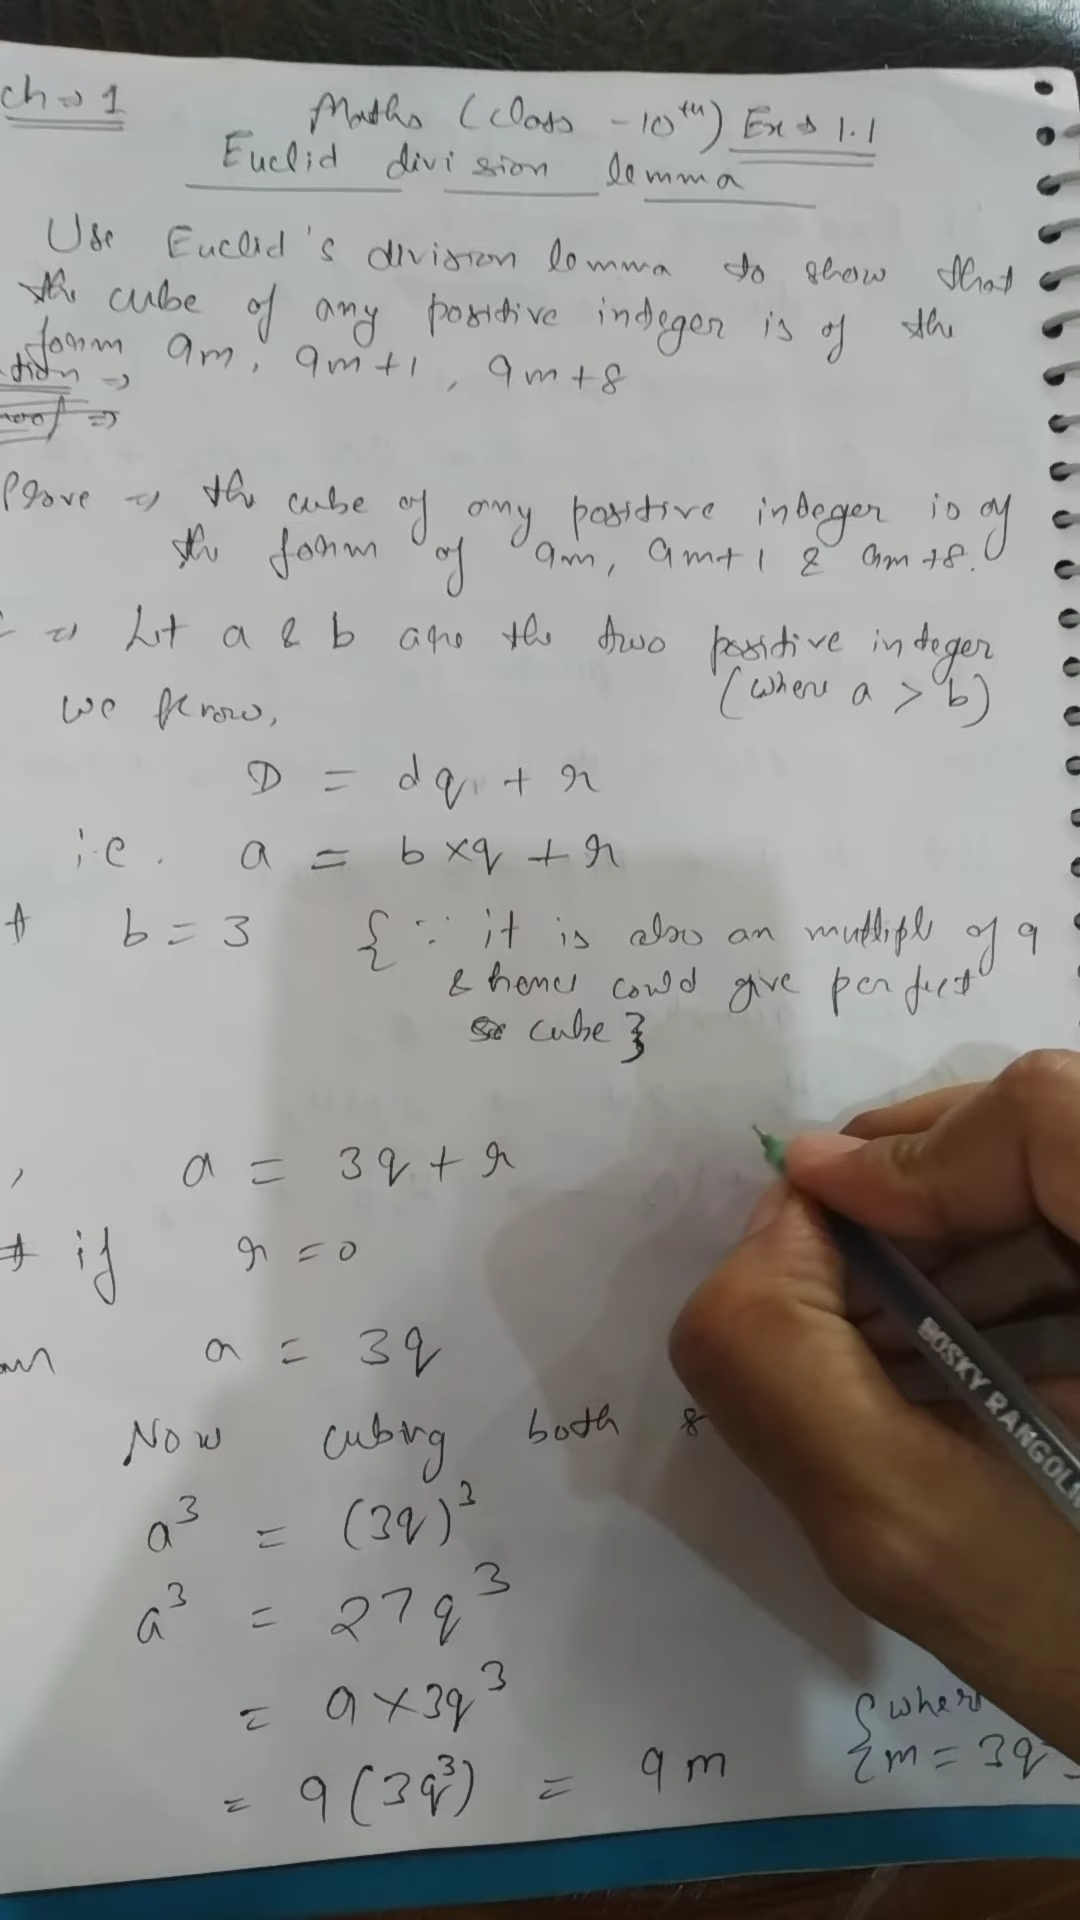 ch ⇒ 1
Maths (class - 10th) Ex ⇒ 1.1
Euclid division lemma
Use Euclid's division lemma to show that
the cube of any positive integer is of the
form 9m, 9m+1, 9m+8
⇒
⇒
Prove ⇒ the cube of any positive integer is of
the form of 9m, 9m+1 & 9m+8.
⇒ Let a & b are the two positive integer
(where a > b)
we know,
D = dq + r
i.e. a = b×q + r
b = 3 {∵ it is also an multiple of 9
& hence could give perfect
cube}
, a = 3q + r
if r = 0
a = 3q
Now cubing both
a³ = (3q)³
a³ = 27q³
= 9×3q³
= 9(3q³) = 9m
{where
m = 3q
BOSKY RANGOLI